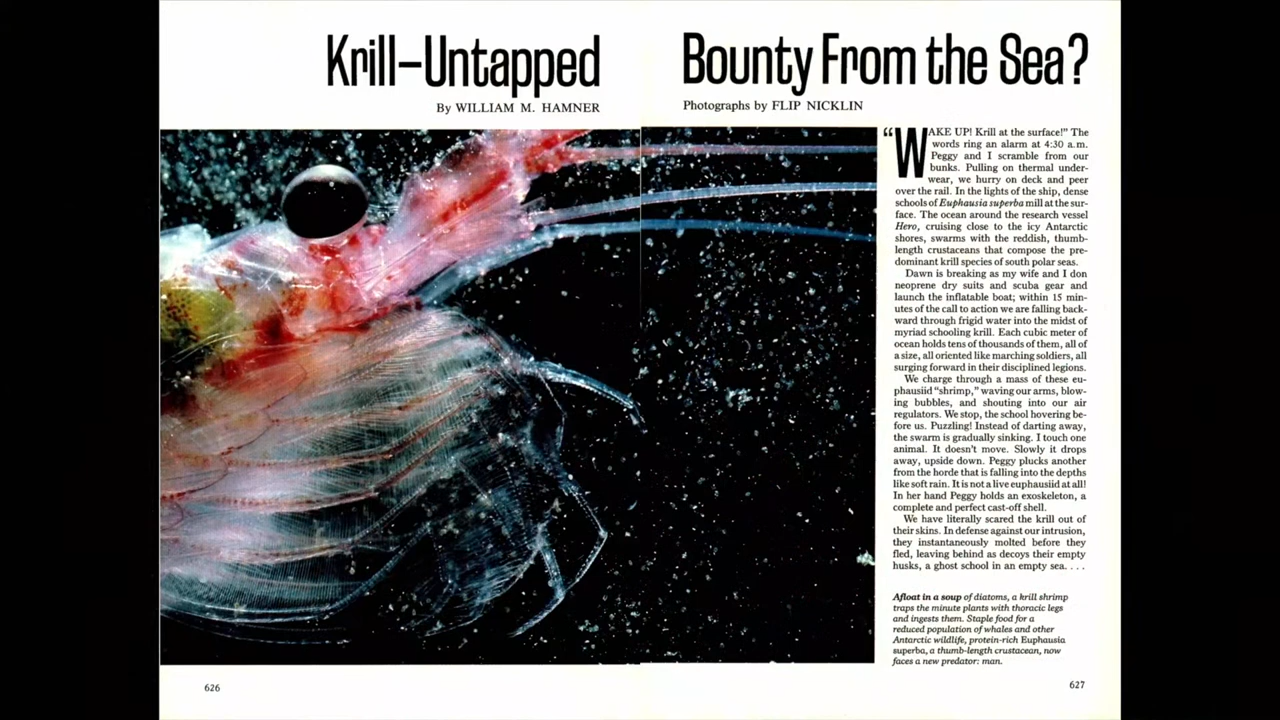 Krill–Untapped Bounty From the Sea?
By WILLIAM M. HAMNER
Photographs by FLIP NICKLIN
“WAKE UP! Krill at the surface!” The
words ring an alarm at 4:30 a.m.
Peggy and I scramble from our
bunks. Pulling on thermal under-
wear, we hurry on deck and peer
over the rail. In the lights of the ship, dense
schools of Euphausia superba mill at the sur-
face. The ocean around the research vessel
Hero, cruising close to the icy Antarctic
shores, swarms with the reddish, thumb-
length crustaceans that compose the pre-
dominant krill species of south polar seas.
Dawn is breaking as my wife and I don
neoprene dry suits and scuba gear and
launch the inflatable boat; within 15 min-
utes of the call to action we are falling back-
ward through frigid water into the midst of
myriad schooling krill. Each cubic meter of
ocean holds tens of thousands of them, all of
a size, all oriented like marching soldiers, all
surging forward in their disciplined legions.
We charge through a mass of these eu-
phausiid “shrimp,” waving our arms, blow-
ing bubbles, and shouting into our air
regulators. We stop, the school hovering be-
fore us. Puzzling! Instead of darting away,
the swarm is gradually sinking. I touch one
animal. It doesn’t move. Slowly it drops
away, upside down. Peggy plucks another
from the horde that is falling into the depths
like soft rain. It is not a live euphausiid at all!
In her hand Peggy holds an exoskeleton, a
complete and perfect cast-off shell.
We have literally scared the krill out of
their skins. In defense against our intrusion,
they instantaneously molted before they
fled, leaving behind as decoys their empty
husks, a ghost school in an empty sea. . . .
Afloat in a soup of diatoms, a krill shrimp
traps the minute plants with thoracic legs
and ingests them. Staple food for a
reduced population of whales and other
Antarctic wildlife, protein-rich Euphausia
superba, a thumb-length crustacean, now
faces a new predator: man.
626
627